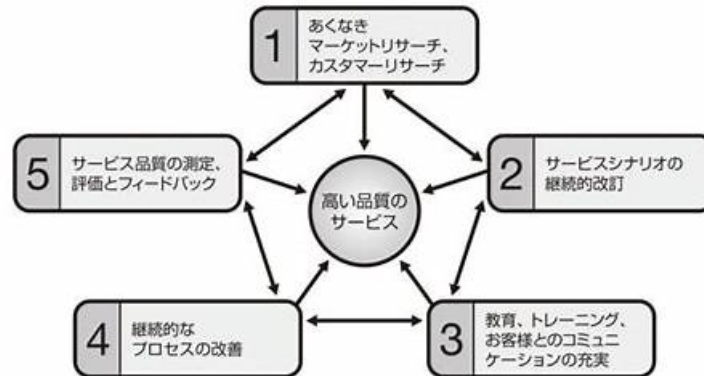 1
あくなき
マーケットリサーチ、
カスタマーリサーチ
5
サービス品質の測定、
評価とフィードバック
2
サービスシナリオの
継続的改訂
高い品質の
サービス
4
継続的な
プロセスの改善
3
教育、トレーニング、
お客様とのコミュニ
ケーションの充実